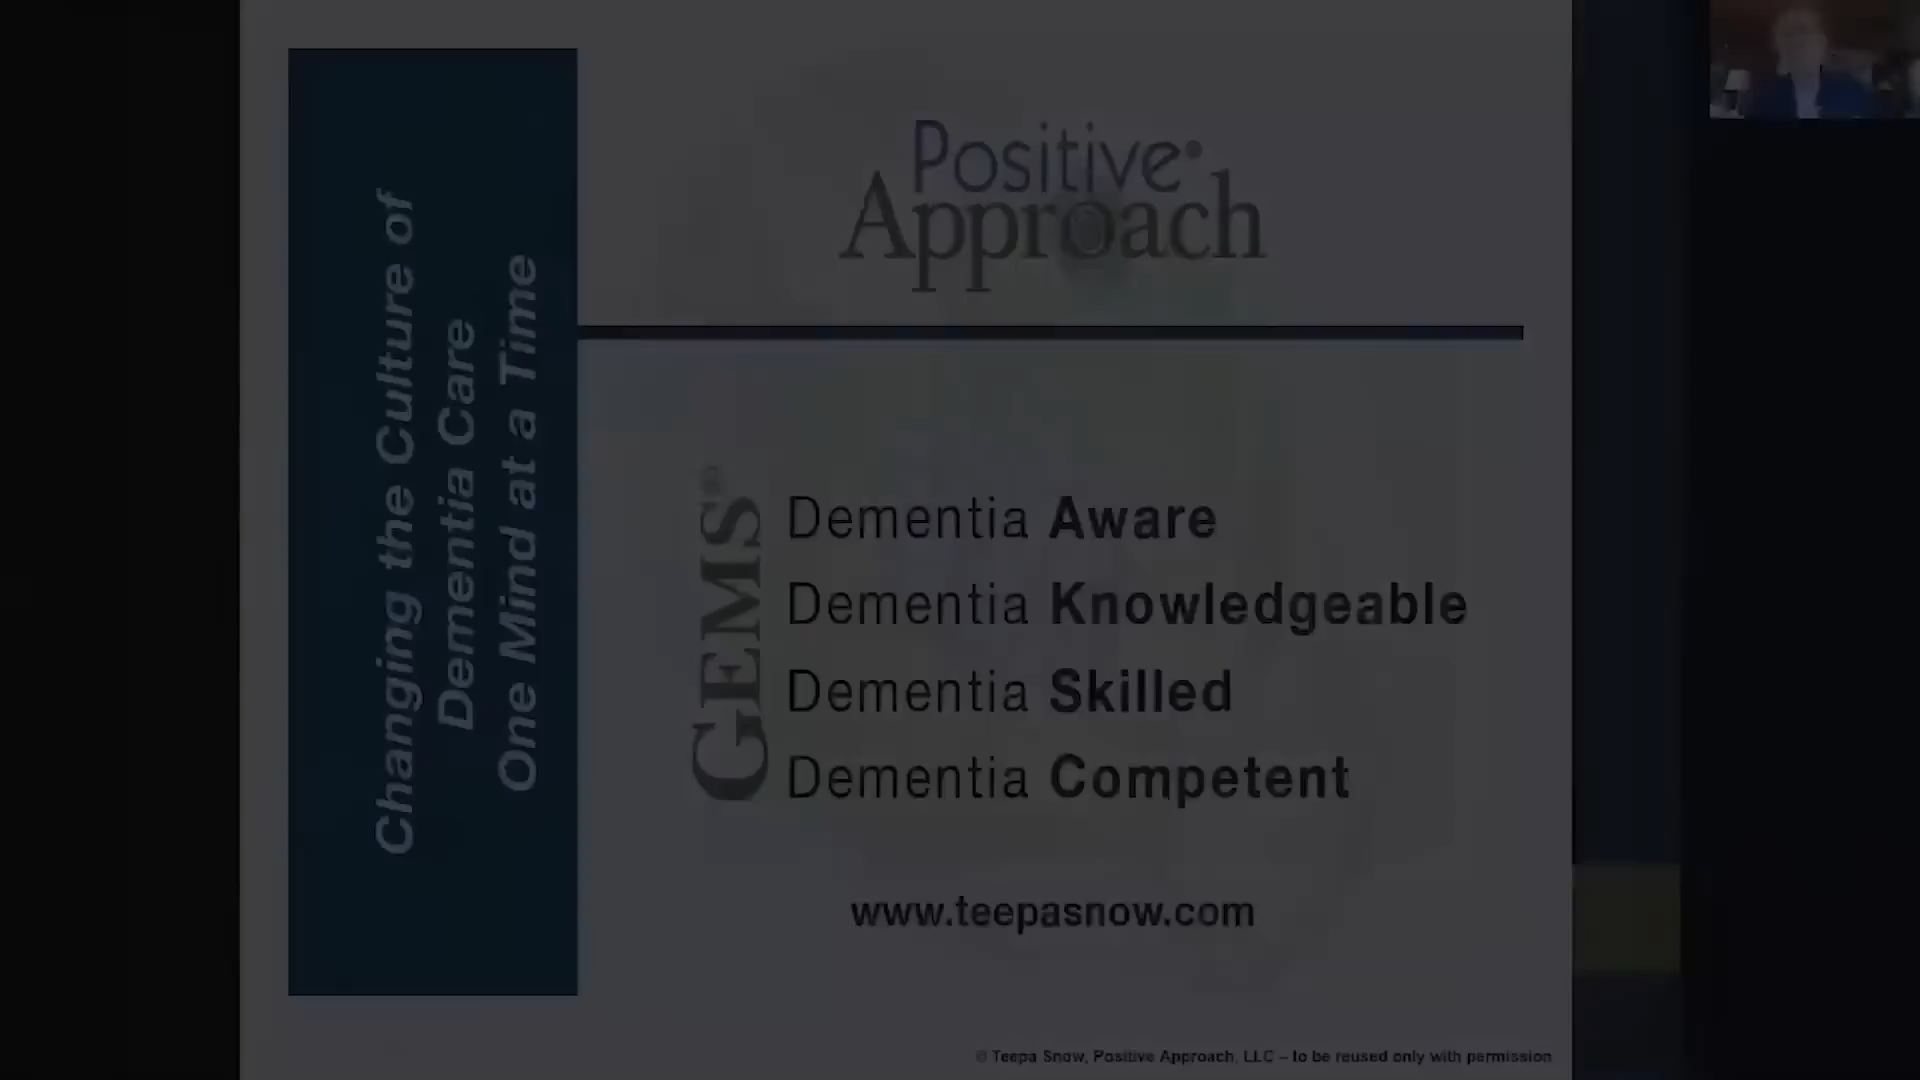 Changing the Culture of
Dementia Care
One Mind at a Time
Positive®
Approach
GEMS®
Dementia Aware
Dementia Knowledgeable
Dementia Skilled
Dementia Competent
www.teepasnow.com
© Teepa Snow, Positive Approach, LLC – to be reused only with permission